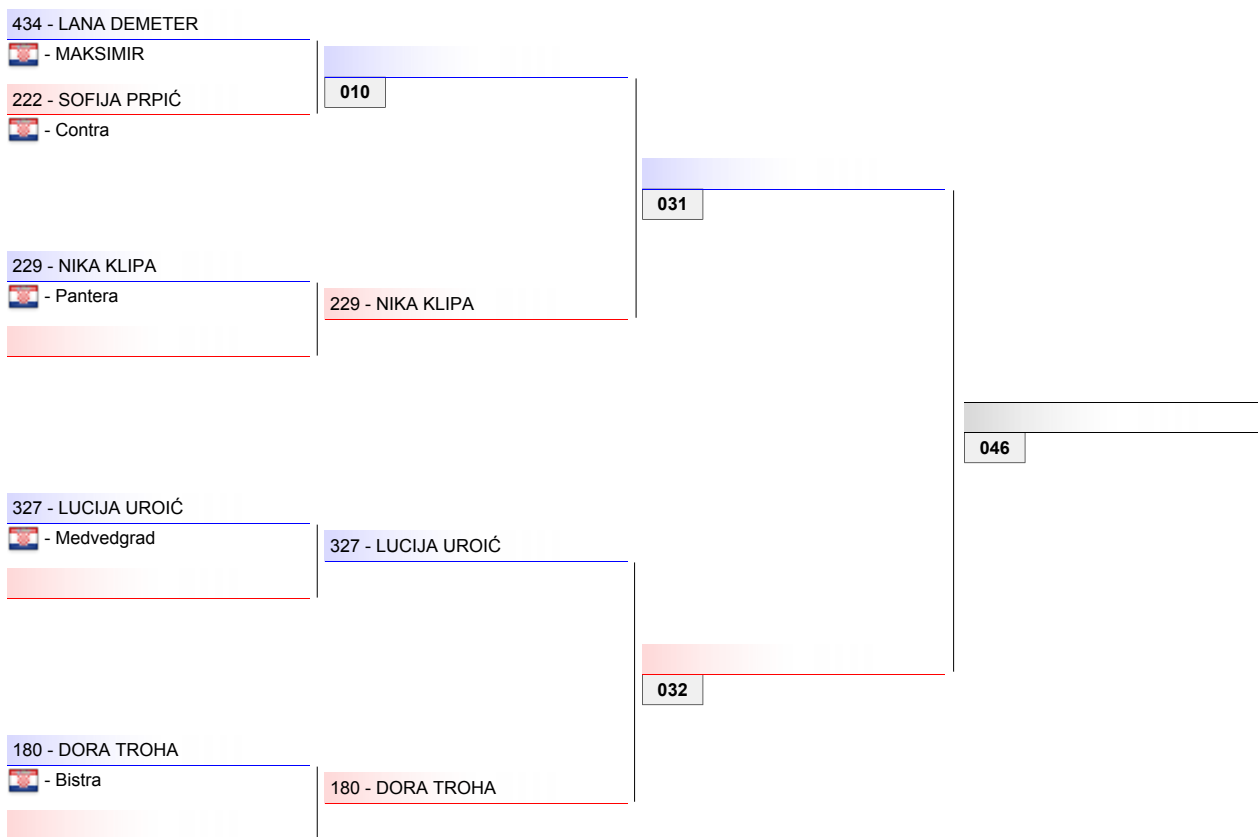 434 - LANA DEMETER
- MAKSIMIR
222 - SOFIJA PRPIĆ
- Contra
010
031
229 - NIKA KLIPA
- Pantera
229 - NIKA KLIPA
046
327 - LUCIJA UROIĆ
- Medvedgrad
327 - LUCIJA UROIĆ
032
180 - DORA TROHA
- Bistra
180 - DORA TROHA